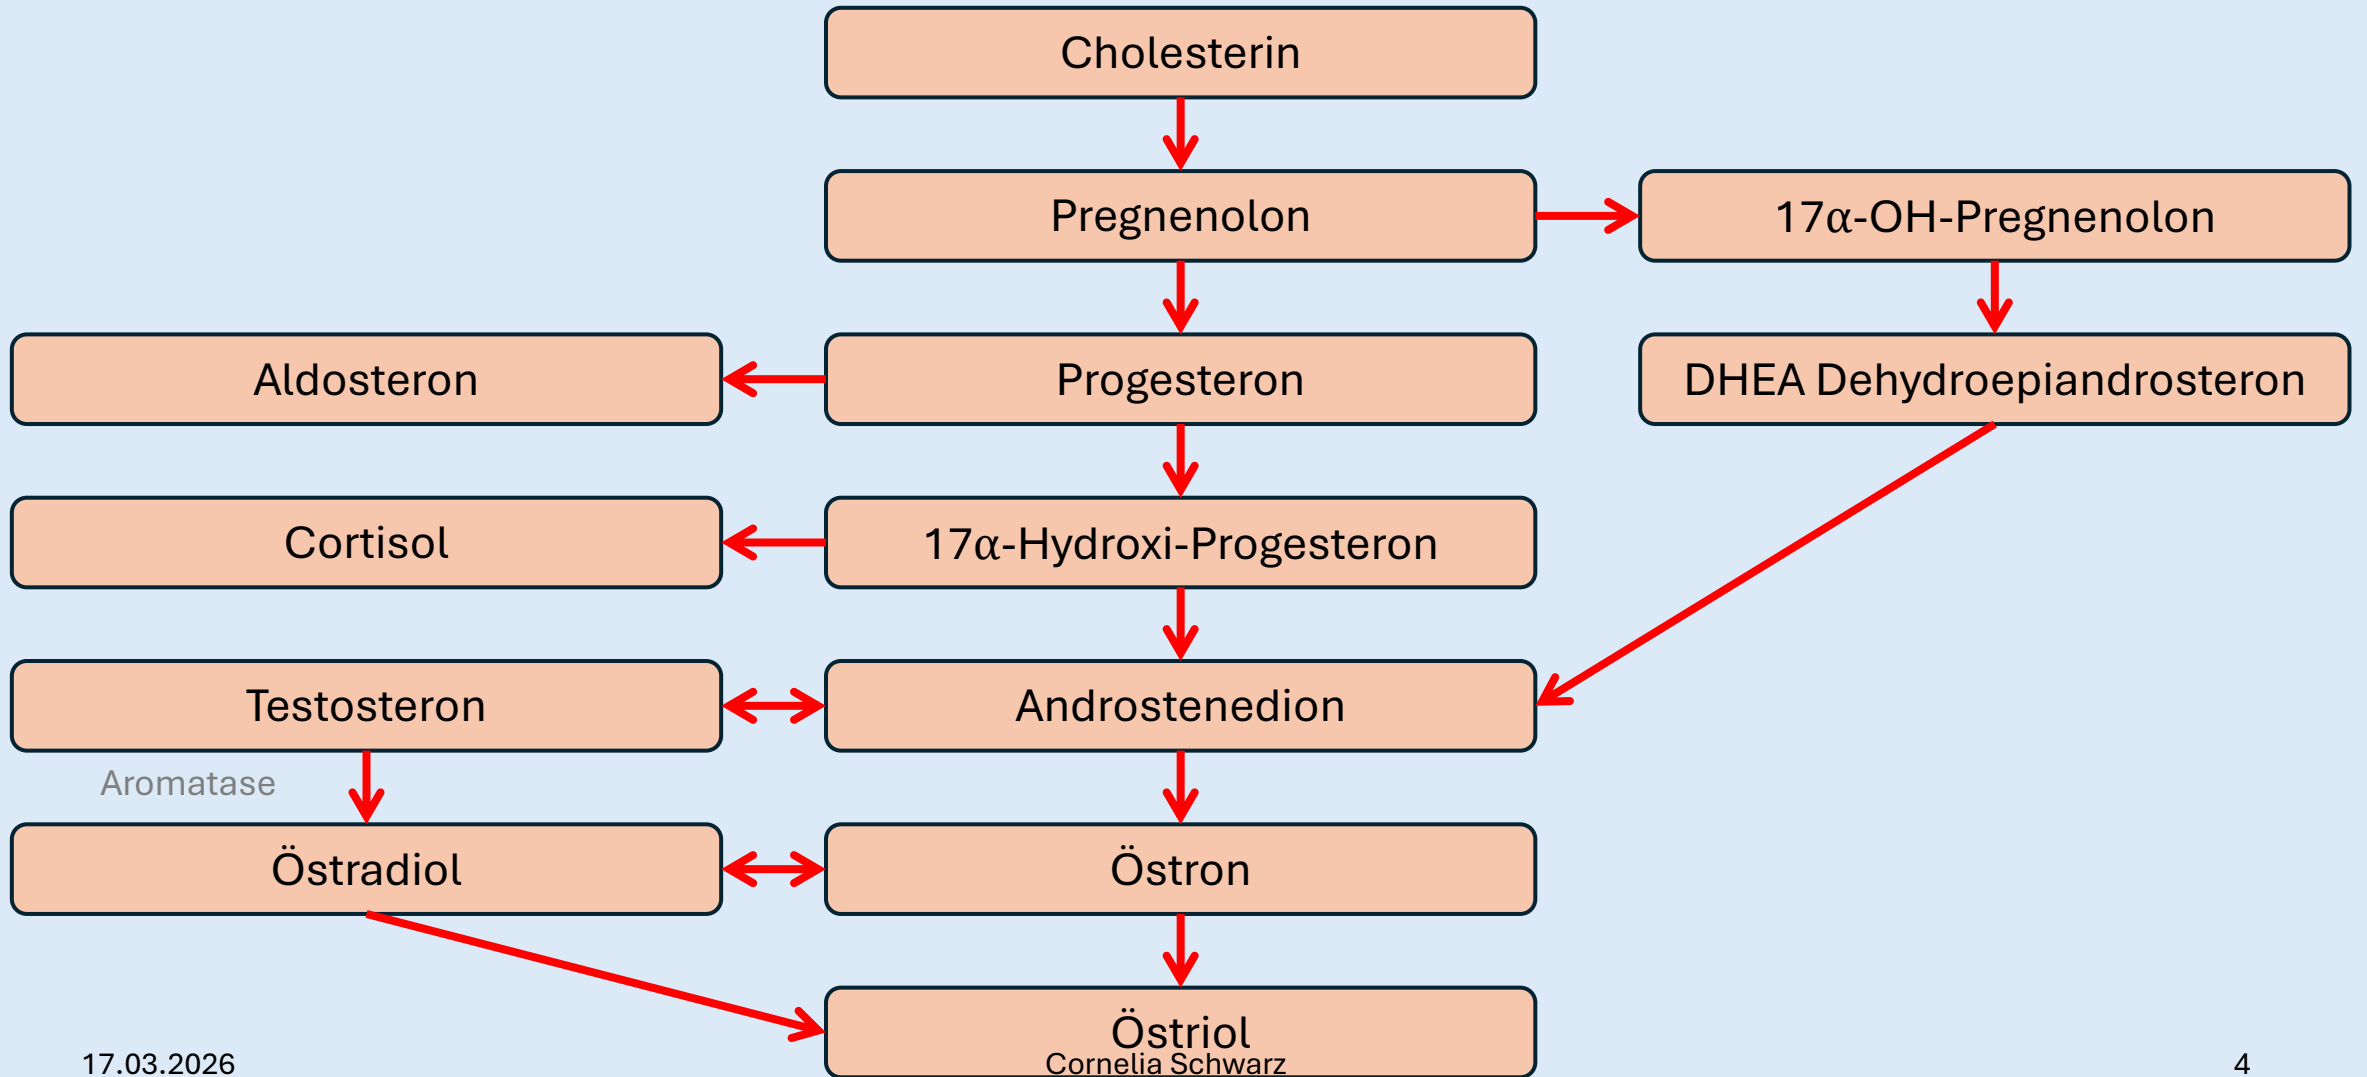 Cholesterin
Pregnenolon
17α-OH-Pregnenolon
Aldosteron
Progesteron
DHEA Dehydroepiandrosteron
Cortisol
17α-Hydroxi-Progesteron
Testosteron
Androstenedion
Aromatase
Östradiol
Östron
Östriol
17.03.2026
Cornelia Schwarz
4